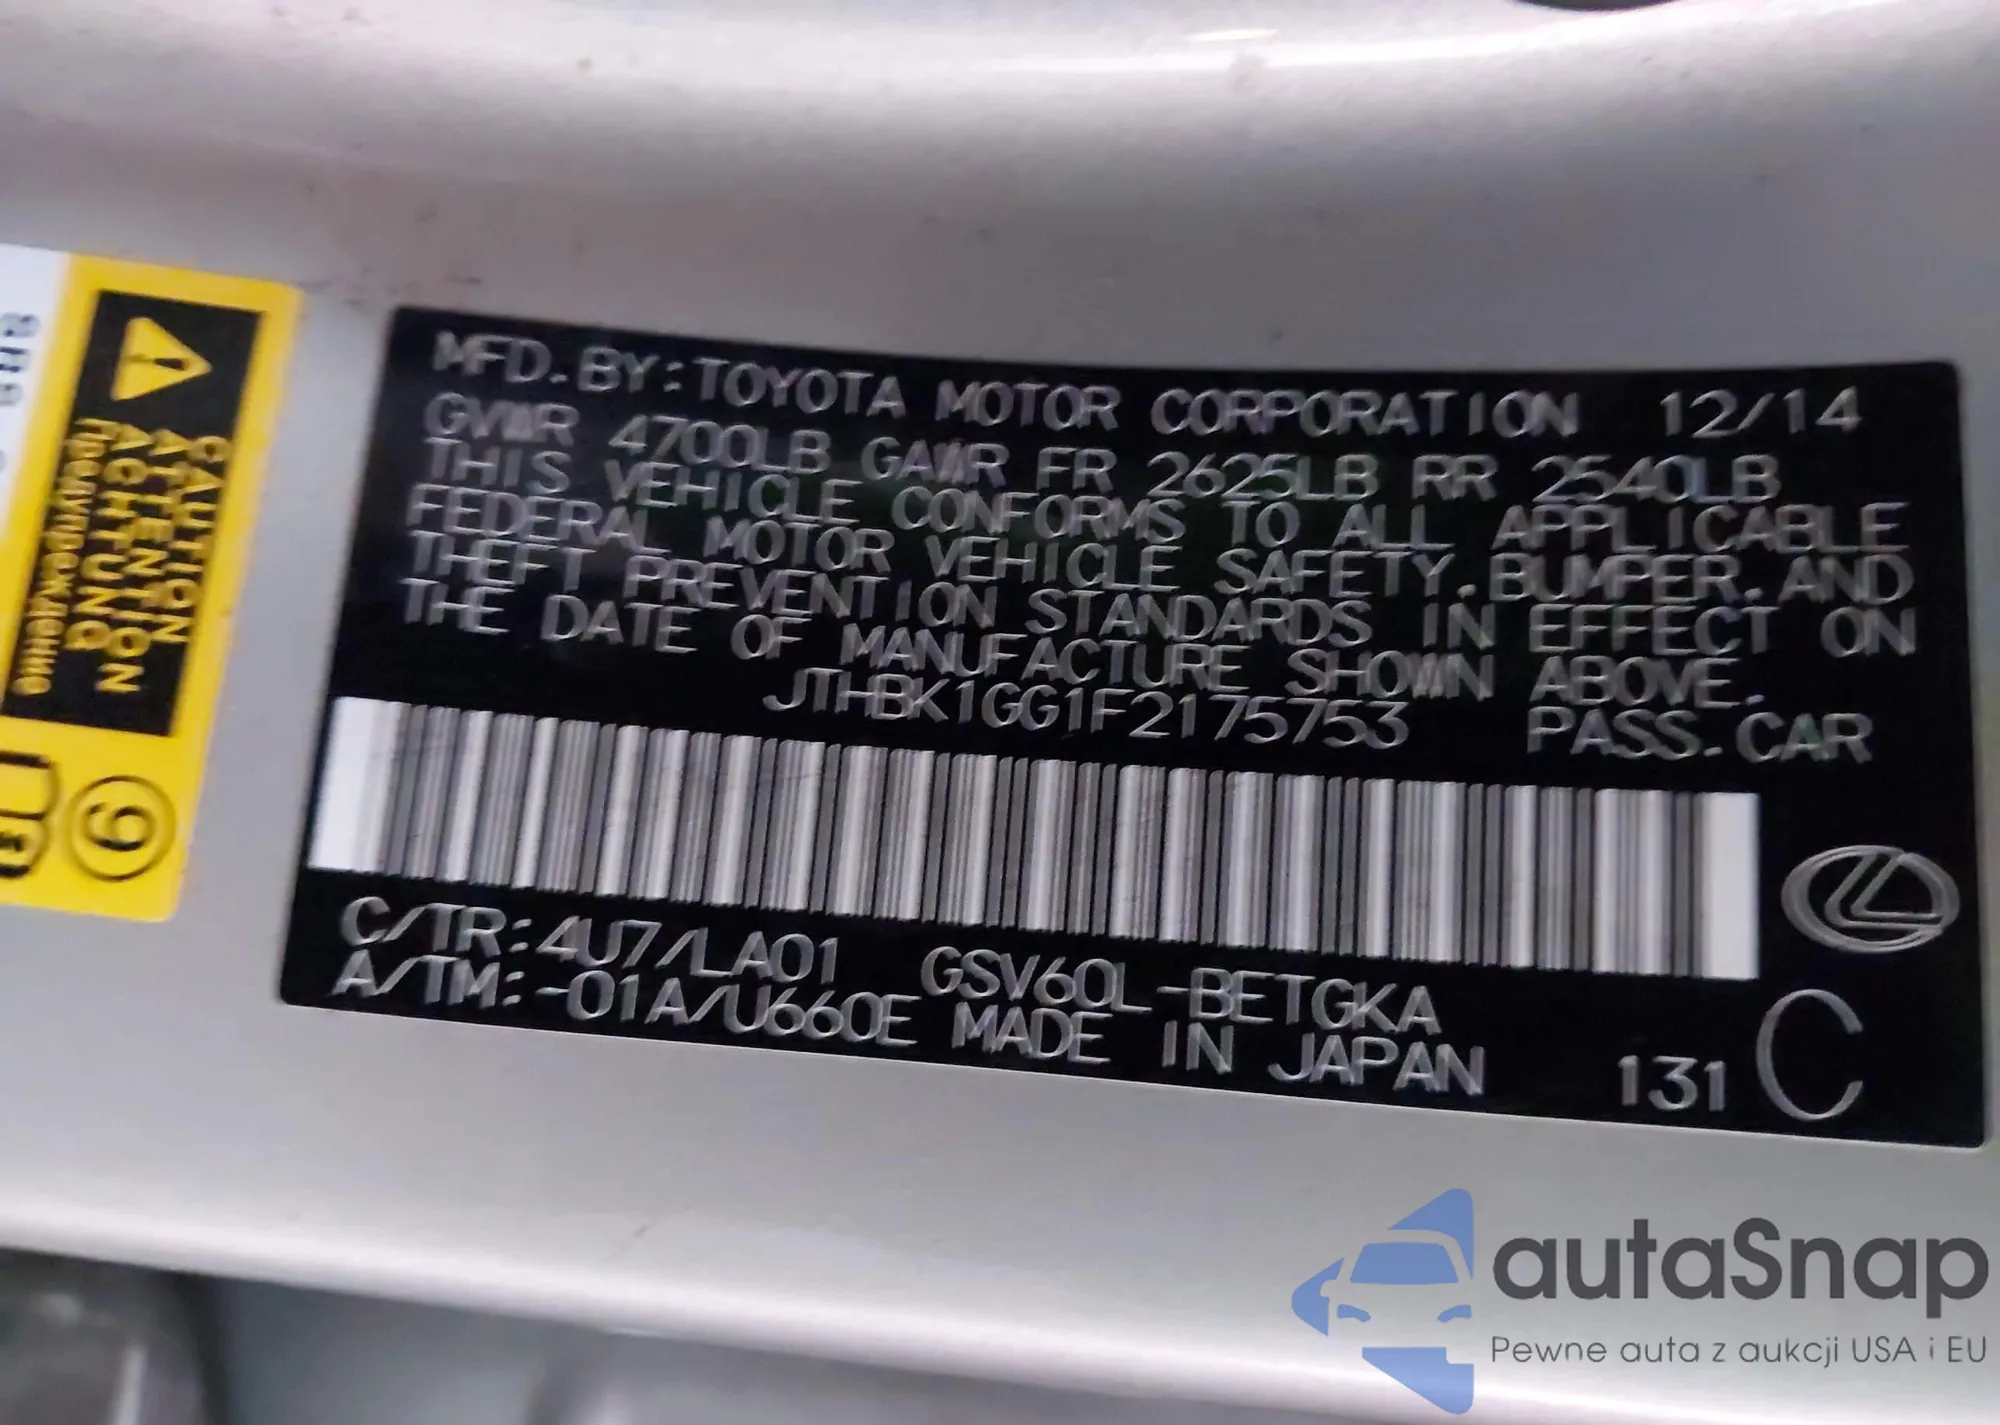 MFD. BY: TOYOTA MOTOR CORPORATION 12/14
GVWR 4700LB GAWR FR 2625LB RR 2540LB
THIS VEHICLE CONFORMS TO ALL APPLICABLE
FEDERAL MOTOR VEHICLE SAFETY, BUMPER, AND
THEFT PREVENTION STANDARDS IN EFFECT ON
THE DATE OF MANUFACTURE SHOWN ABOVE.
JTHBK1GG1F2175753 PASS. CAR
C/TR: 4U7/LA01 GSV60L-BETGKA
A/TM: -01A/U660E MADE IN JAPAN
131 C
CAUTION
ATTENTION
ACHTUNG
Предупреждение
9
autaSnap
Pewne auta z aukcji USA i EU